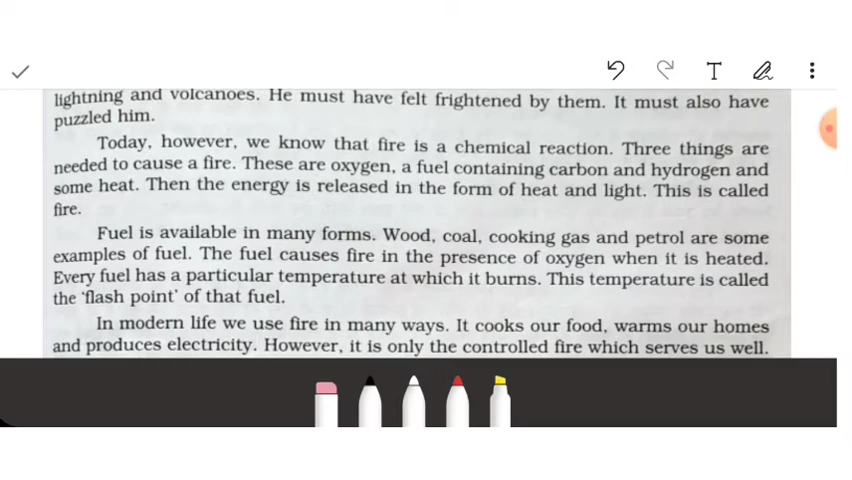 lightning and volcanoes. He must have felt frightened by them. It must also have
puzzled him.
Today, however, we know that fire is a chemical reaction. Three things are
needed to cause a fire. These are oxygen, a fuel containing carbon and hydrogen and
some heat. Then the energy is released in the form of heat and light. This is called
fire.
Fuel is available in many forms. Wood, coal, cooking gas and petrol are some
examples of fuel. The fuel causes fire in the presence of oxygen when it is heated.
Every fuel has a particular temperature at which it burns. This temperature is called
the ‘flash point’ of that fuel.
In modern life we use fire in many ways. It cooks our food, warms our homes
and produces electricity. However, it is only the controlled fire which serves us well.